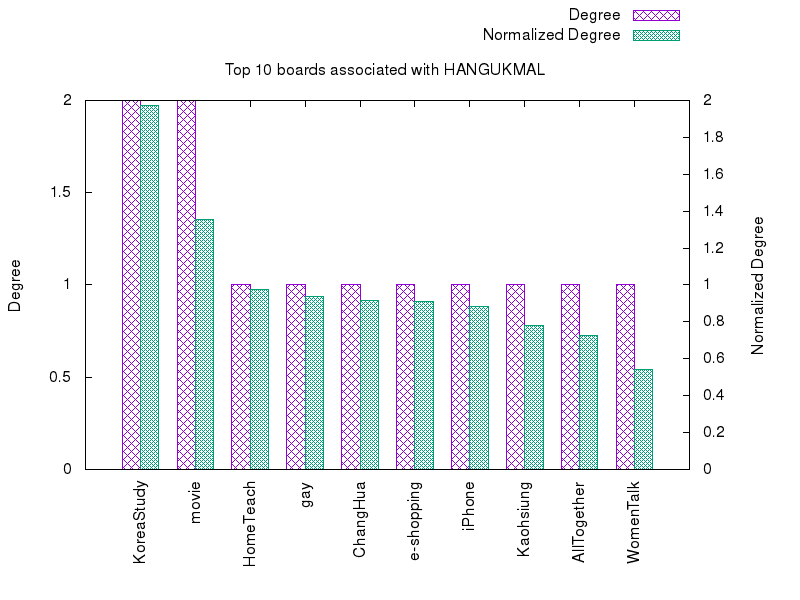 Degree
Normalized Degree
Top 10 boards associated with HANGUKMAL
2
1.5
1
0.5
0
Degree
2
1.8
1.6
1.4
1.2
1
0.8
0.6
0.4
0.2
0
Normalized Degree
KoreaStudy
movie
HomeTeach
gay
ChangHua
e-shopping
iPhone
Kaohsiung
AllTogether
WomenTalk